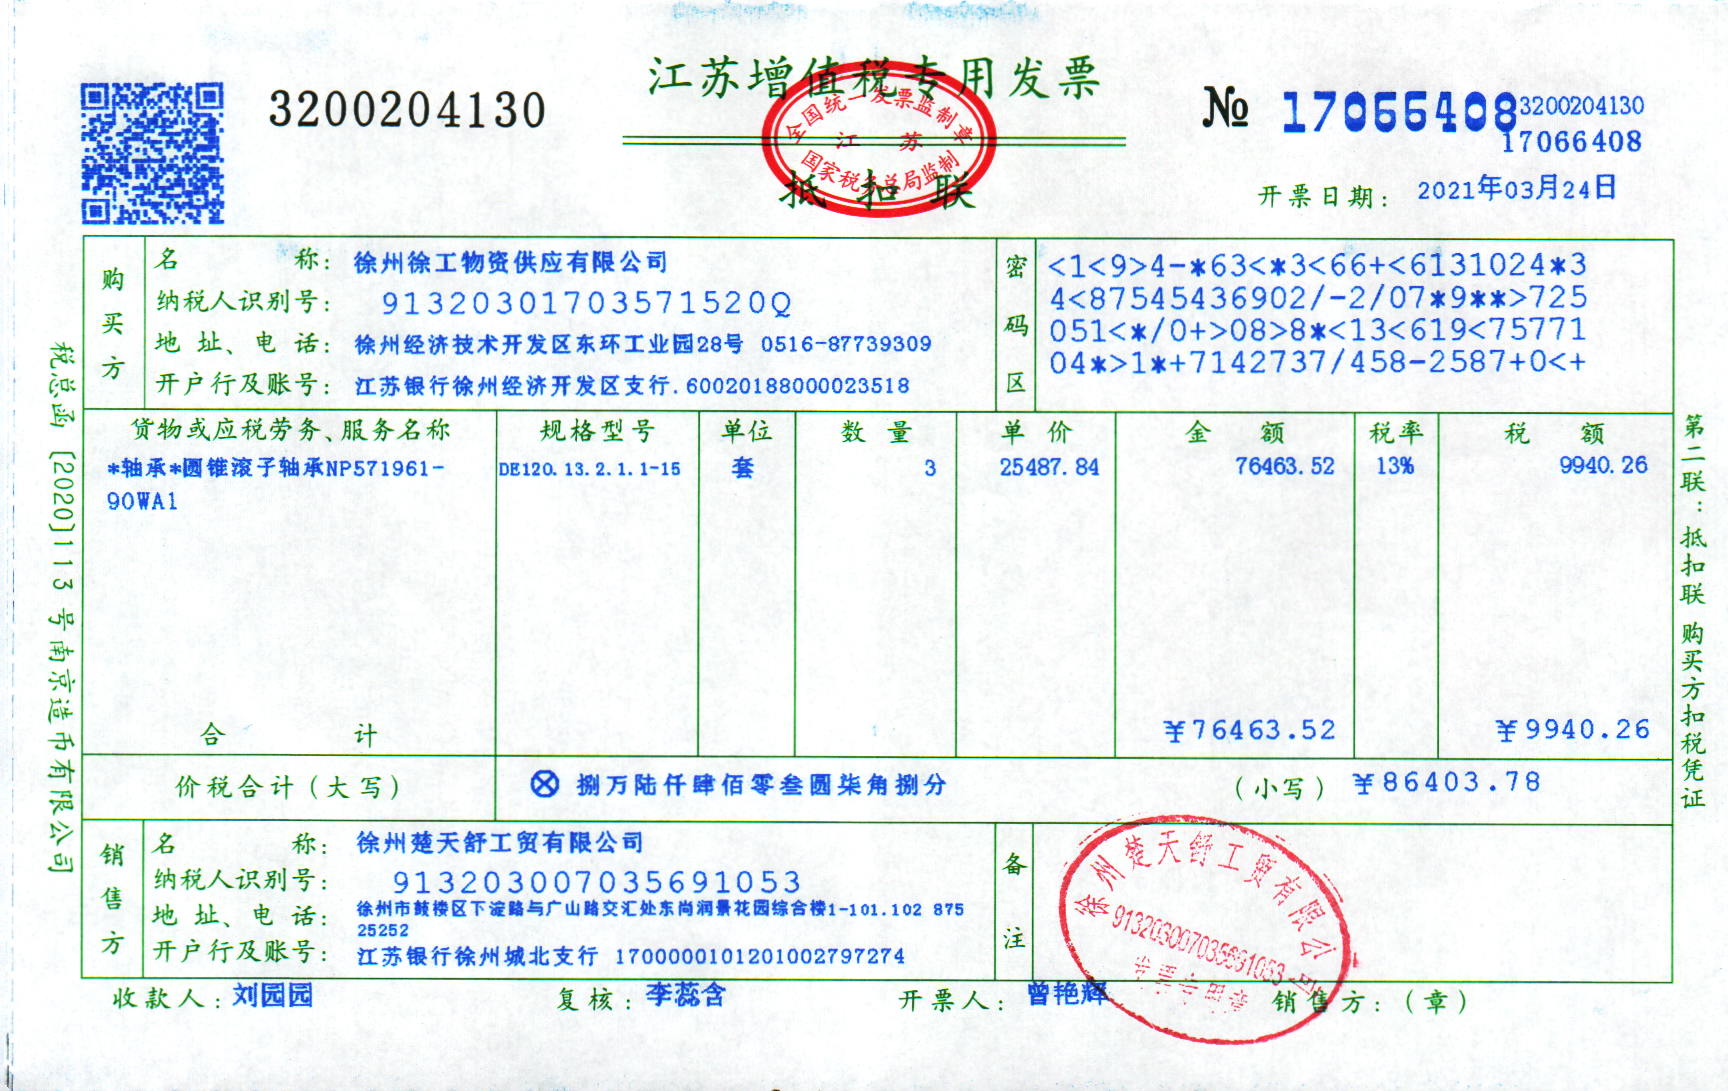 江苏增值税专用发票
3200204130
№ 17066408
3200204130
17066408
全国统一发票监制章
江 苏
国家税务总局监制
抵扣联
开票日期: 2021年03月24日
购买方
名 称: 徐州徐工物资供应有限公司
纳税人识别号: 91320301703571520Q
地 址、电 话: 徐州经济技术开发区东环工业园28号 0516-87739309
开户行及账号: 江苏银行徐州经济开发区支行.60020188000023518
密码区
<1<9>4-*63<*3<66+<6131024*3
4<87545436902/-2/07*9**>725
051<*/0+>08>8*<13<619<75771
04*>1*+7142737/458-2587+0<+
货物或应税劳务、服务名称 规格型号 单位 数 量 单 价 金 额 税率 税 额
*轴承*圆锥滚子轴承NP571961- DE120.13.2.1.1-15 套 3 25487.84 76463.52 13% 9940.26
90WA1
合 计 ¥76463.52 ¥9940.26
价税合计(大写) ⊗ 捌万陆仟肆佰零叁圆柒角捌分 (小写) ¥86403.78
销售方
名 称: 徐州楚天舒工贸有限公司
纳税人识别号: 913203007035691053
地 址、电 话: 徐州市鼓楼区下淀路与广山路交汇处东尚润景花园综合楼1-101.102 875
25252
开户行及账号: 江苏银行徐州城北支行 1700000101201002797274
备注
徐州楚天舒工贸有限公司
913203007035691053
发票专用章
收款人: 刘园园 复核: 李蕊含 开票人: 曾艳辉 销售方:(章)
税总函〔2020〕113号南京造币有限公司
第二联:抵扣联 购买方扣税凭证